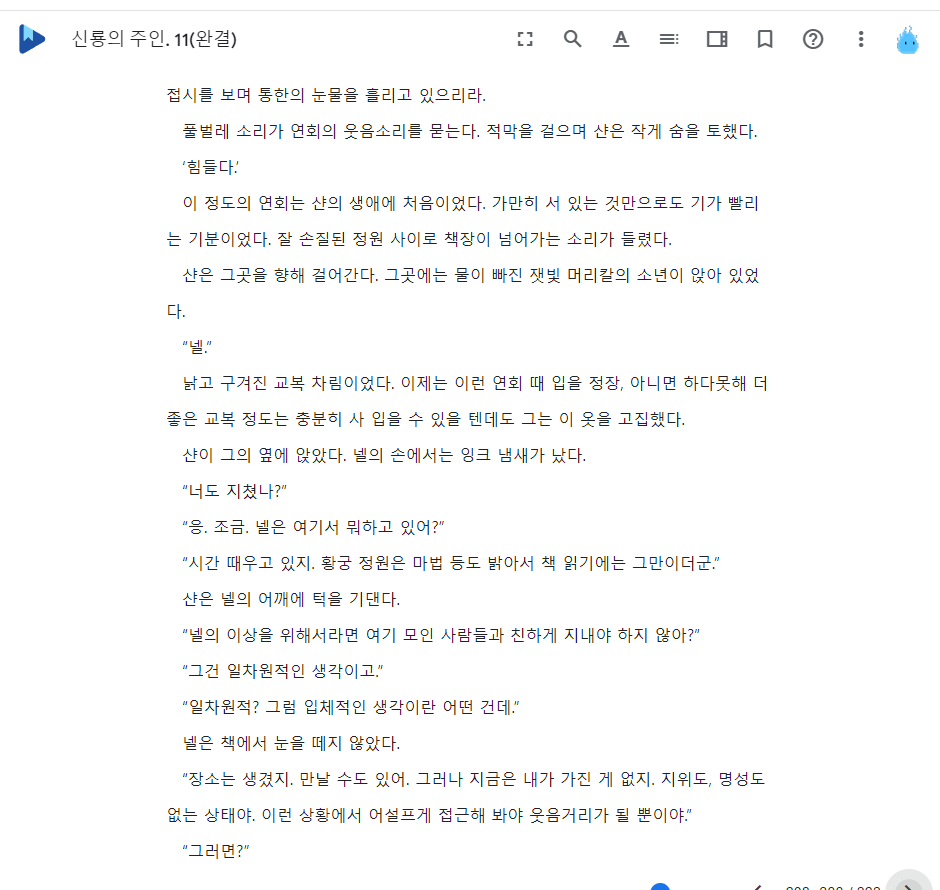 신룡의 주인. 11(완결)
접시를 보며 통한의 눈물을 흘리고 있으리라.
풀벌레 소리가 연회의 웃음소리를 묻는다. 적막을 걸으며 샨은 작게 숨을 토했다.
‘힘들다.’
이 정도의 연회는 샨의 생애에 처음이었다. 가만히 서 있는 것만으로도 기가 빨리
는 기분이었다. 잘 손질된 정원 사이로 책장이 넘어가는 소리가 들렸다.
샨은 그곳을 향해 걸어간다. 그곳에는 물이 빠진 잿빛 머리칼의 소년이 앉아 있었
다.
“넬.”
낡고 구겨진 교복 차림이었다. 이제는 이런 연회 때 입을 정장, 아니면 하다못해 더
좋은 교복 정도는 충분히 사 입을 수 있을 텐데도 그는 이 옷을 고집했다.
샨이 그의 옆에 앉았다. 넬의 손에서는 잉크 냄새가 났다.
“너도 지쳤나?”
“응. 조금. 넬은 여기서 뭐하고 있어?”
“시간 때우고 있지. 황궁 정원은 마법 등도 밝아서 책 읽기에는 그만이더군.”
샨은 넬의 어깨에 턱을 기댄다.
“넬의 이상을 위해서라면 여기 모인 사람들과 친하게 지내야 하지 않아?”
“그건 일차원적인 생각이고.”
“일차원적? 그럼 입체적인 생각이란 어떤 건데.”
넬은 책에서 눈을 떼지 않았다.
“장소는 생겼지. 만날 수도 있어. 그러나 지금은 내가 가진 게 없지. 지위도, 명성도
없는 상태야. 이런 상황에서 어설프게 접근해 봐야 웃음거리가 될 뿐이야.”
“그러면?”